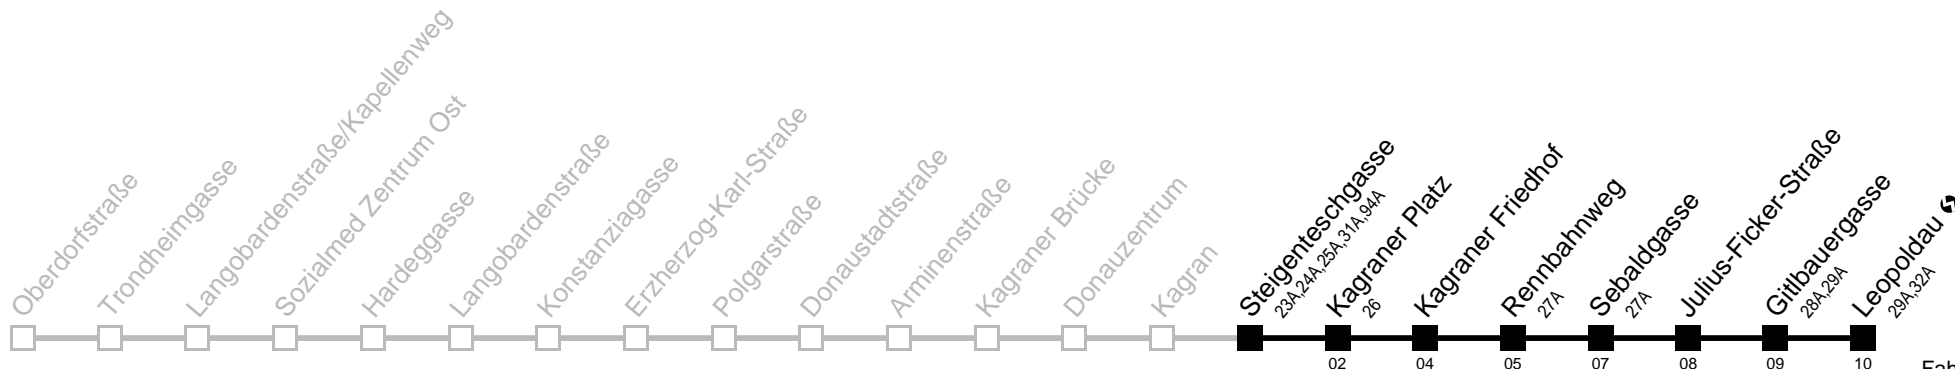 Oberdorfstraße
Trondheimgasse
Langobardenstraße/Kapellenweg
Sozialmed Zentrum Ost
Hardeggasse
Langobardenstraße
Konstanziagasse
Erzherzog-Karl-Straße
Polgarstraße
Donaustadtstraße
Arminenstraße
Kagraner Brücke
Donauzentrum
Kagran
Steigenteschgasse
23A,24A,25A,31A,94A
Kagraner Platz
26
Kagraner Friedhof
Rennbahnweg
27A
Sebaldgasse
27A
Julius-Ficker-Straße
Gitlbauergasse
28A,29A
Leopoldau
29A,32A
02 04 05 07 08 09 10